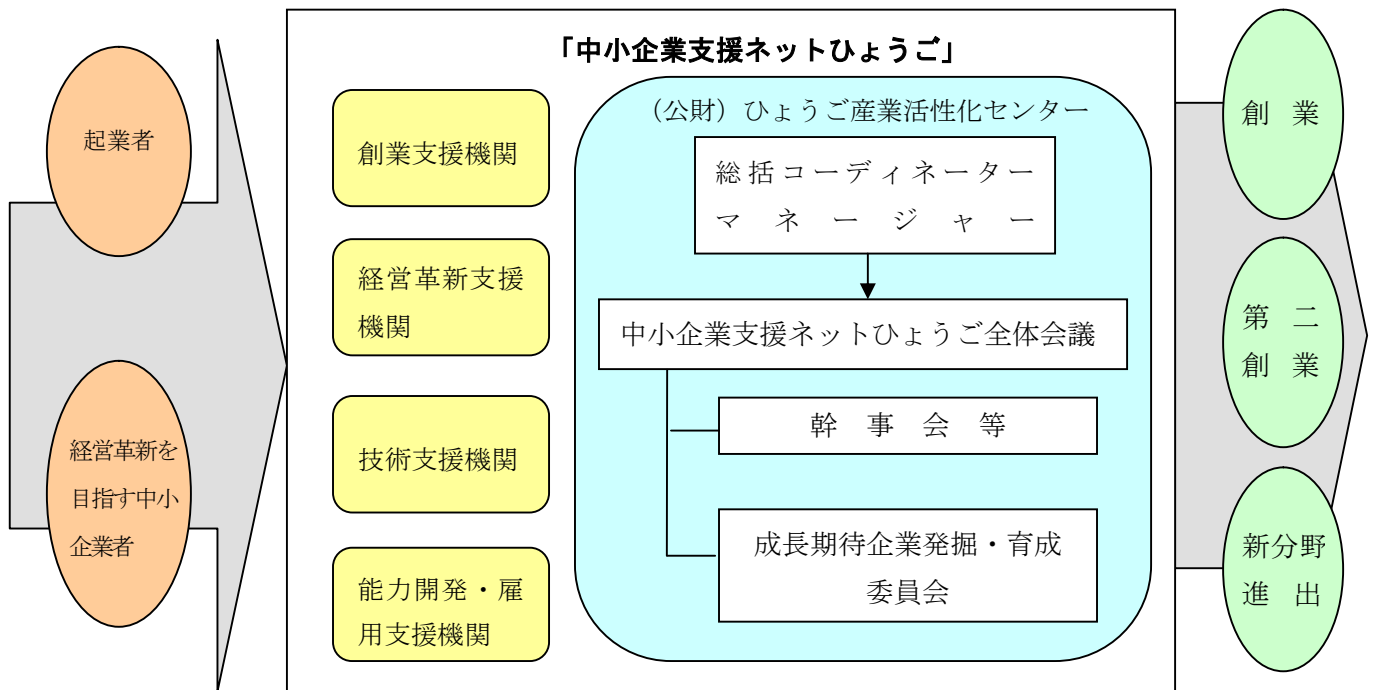 「中小企業支援ネットひょうご」
起業者
経営革新を
目指す中小
企業者
創業支援機関
経営革新支援
機関
技術支援機関
能力開発・雇
用支援機関
（公財）ひょうご産業活性化センター
総括コーディネーター
マネージャー
中小企業支援ネットひょうご全体会議
幹事会等
成長期待企業発掘・育成
委員会
創業
第二
創業
新分野
進出